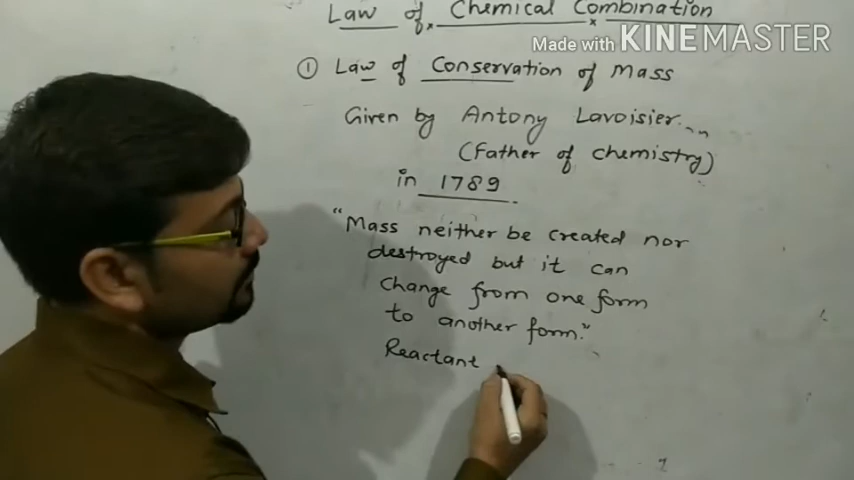 Law of Chemical Combination
Made with KINEMASTER
① Law of Conservation of Mass
Given by Antony Lavoisier
(Father of chemistry)
in 1789
"Mass neither be created nor
destroyed but it can
change from one form
to another form."
Reactant